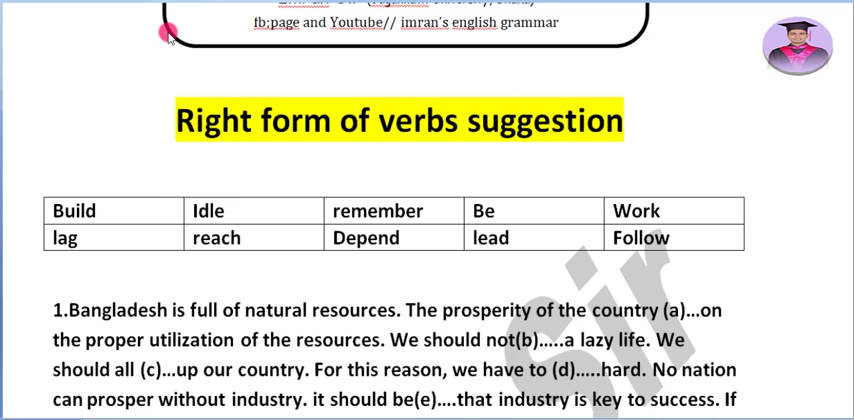 fb;page and Youtube// imran's english grammar
Right form of verbs suggestion
Build Idle remember Be Work
lag reach Depend lead Follow
Sir
1.Bangladesh is full of natural resources. The prosperity of the country (a)...on
the proper utilization of the resources. We should not(b).....a lazy life. We
should all (c)...up our country. For this reason, we have to (d).....hard. No nation
can prosper without industry. it should be(e)....that industry is key to success. If